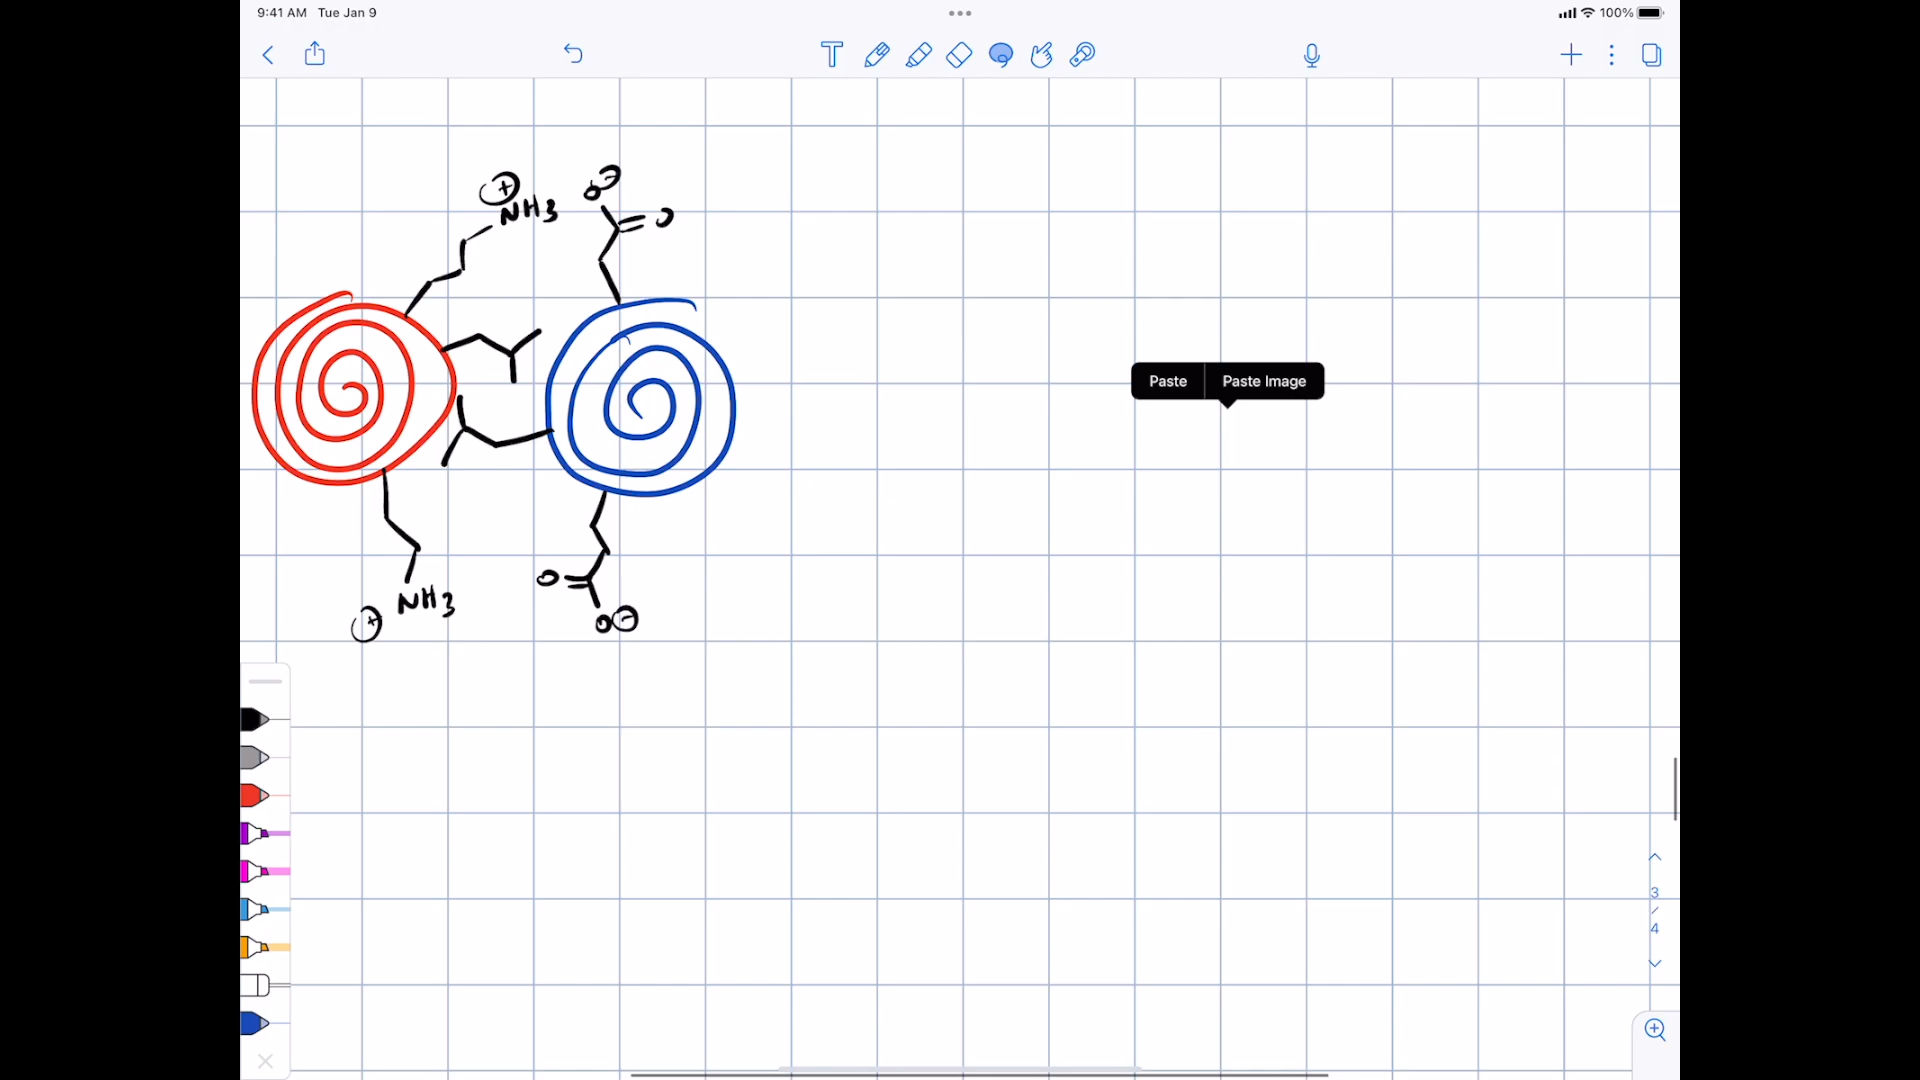 9:41 AM Tue Jan 9
100%
T
+
NH3
O-
=O
Paste
Paste Image
NH3
+
O=
O-
3
/
4